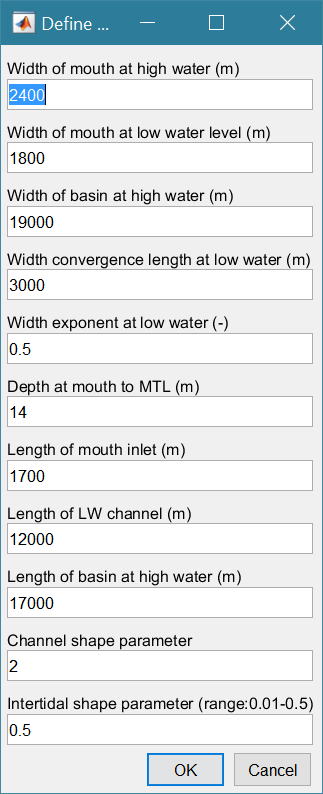 Define ...
Width of mouth at high water (m)
2400
Width of mouth at low water level (m)
1800
Width of basin at high water (m)
19000
Width convergence length at low water (m)
3000
Width exponent at low water (-)
0.5
Depth at mouth to MTL (m)
14
Length of mouth inlet (m)
1700
Length of LW channel (m)
12000
Length of basin at high water (m)
17000
Channel shape parameter
2
Intertidal shape parameter (range:0.01-0.5)
0.5
OK Cancel